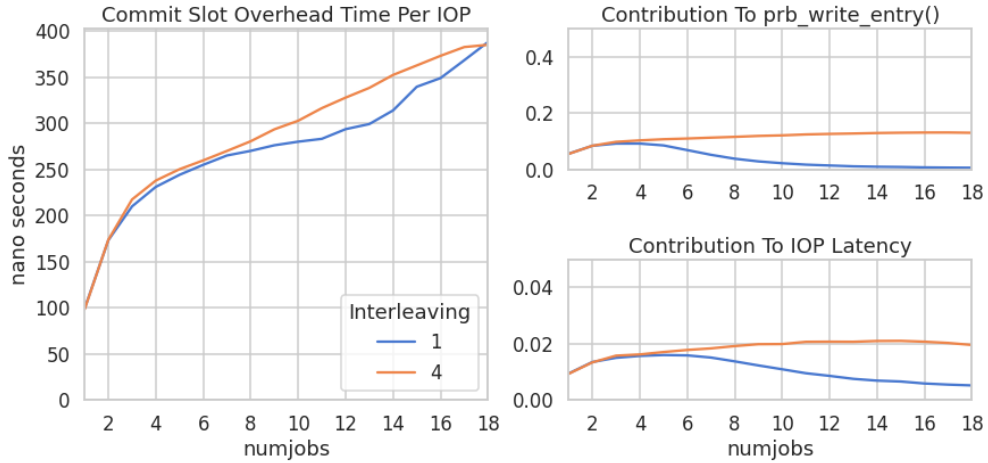 Commit Slot Overhead Time Per IOP
400
350
300
250
200
150
100
50
0
nano seconds
2 4 6 8 10 12 14 16 18
numjobs
Interleaving
1
4
Contribution To prb_write_entry()
0.4
0.2
0.0
2 4 6 8 10 12 14 16 18
Contribution To IOP Latency
0.04
0.02
0.00
2 4 6 8 10 12 14 16 18
numjobs